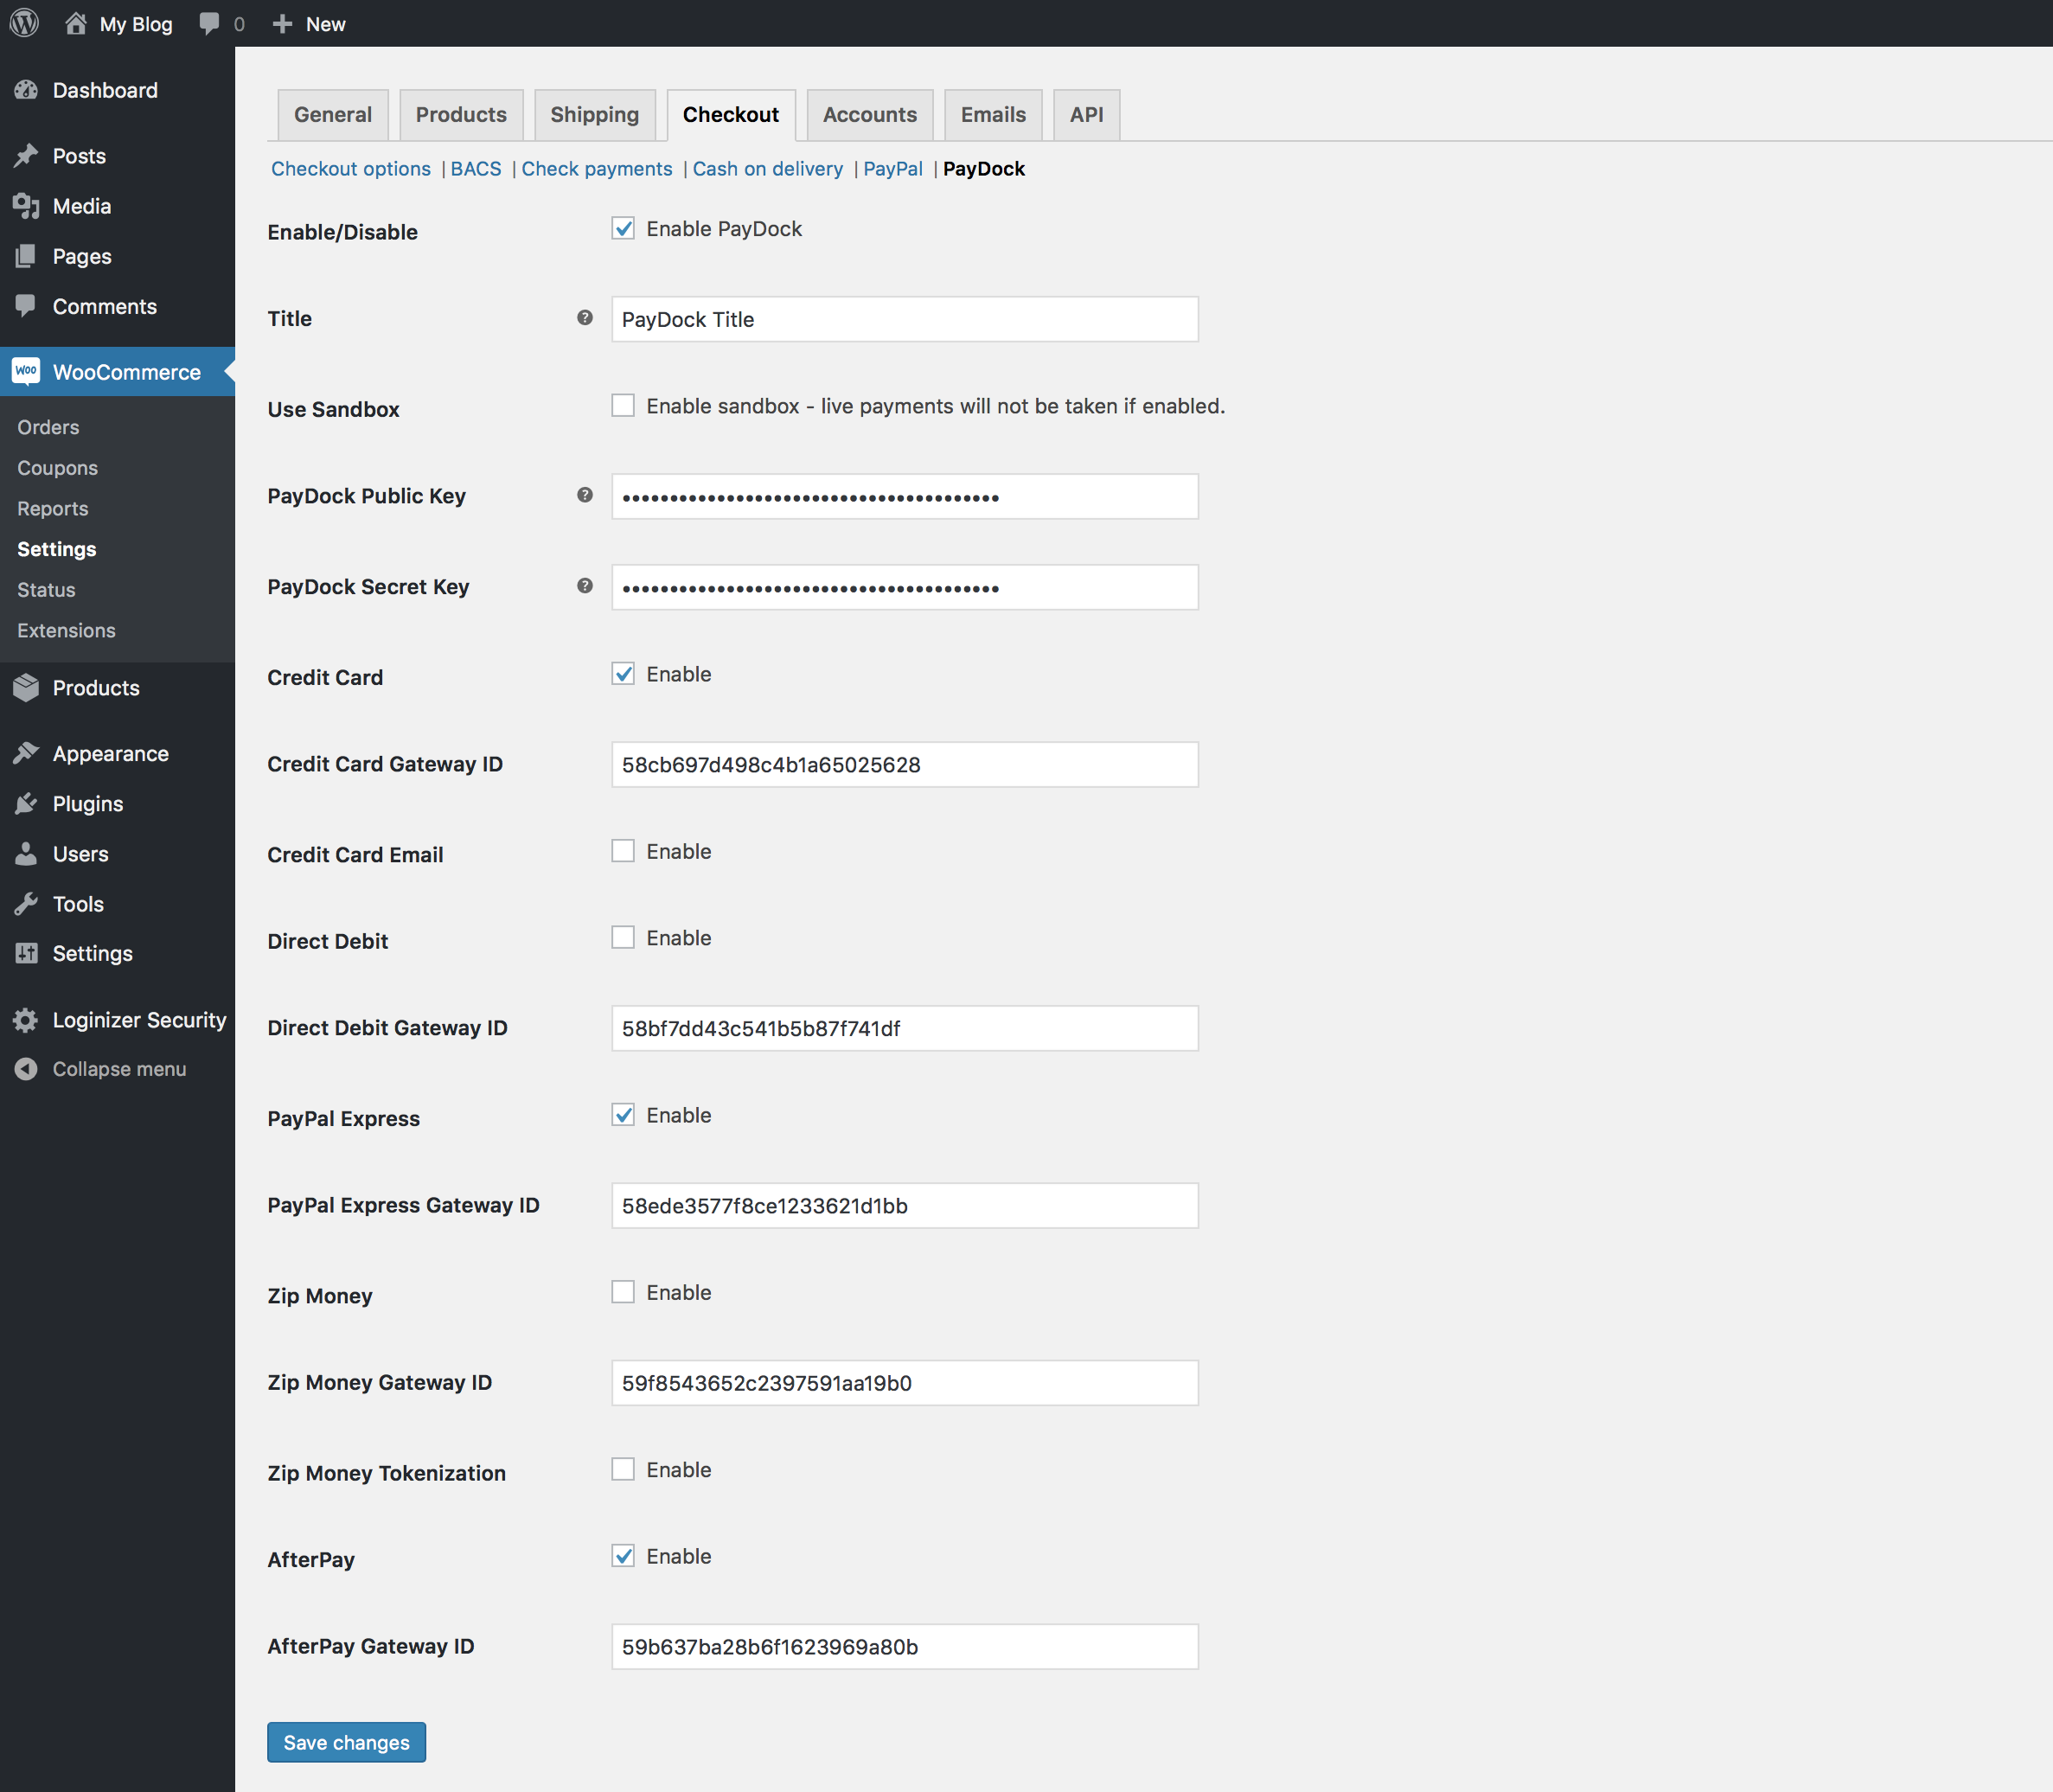 My Blog 0 New
Dashboard
Posts
Media
Pages
Comments
WooCommerce
Orders
Coupons
Reports
Settings
Status
Extensions
Products
Appearance
Plugins
Users
Tools
Settings
Loginizer Security
Collapse menu
General Products Shipping Checkout Accounts Emails API
Checkout options | BACS | Check payments | Cash on delivery | PayPal | PayDock
Enable/Disable Enable PayDock
Title ? PayDock Title
Use Sandbox Enable sandbox - live payments will not be taken if enabled.
PayDock Public Key ? ••••••••••••••••••••••••••••••••••••••••
PayDock Secret Key ? ••••••••••••••••••••••••••••••••••••••••
Credit Card Enable
Credit Card Gateway ID 58cb697d498c4b1a65025628
Credit Card Email Enable
Direct Debit Enable
Direct Debit Gateway ID 58bf7dd43c541b5b87f741df
PayPal Express Enable
PayPal Express Gateway ID 58ede3577f8ce1233621d1bb
Zip Money Enable
Zip Money Gateway ID 59f8543652c2397591aa19b0
Zip Money Tokenization Enable
AfterPay Enable
AfterPay Gateway ID 59b637ba28b6f1623969a80b
Save changes